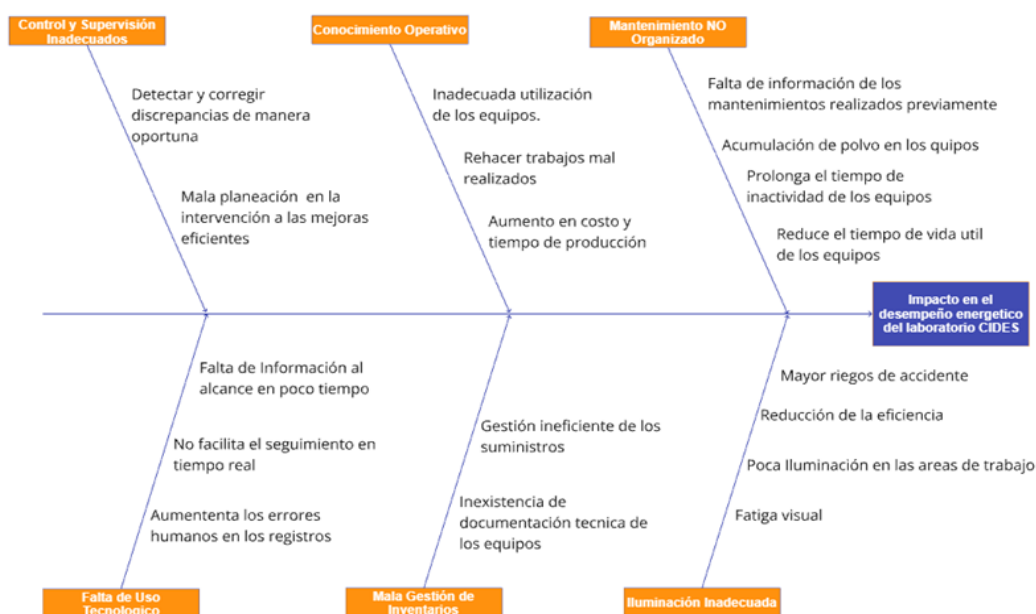 Control y Supervisión
Inadecuados
Conocimiento Operativo
Mantenimiento NO
Organizado
Detectar y corregir
discrepancias de manera
oportuna
Mala planeación en la
intervención a las mejoras
eficientes
Inadecuada utilización
de los equipos.
Rehacer trabajos mal
realizados
Aumento en costo y
tiempo de producción
Falta de información de los
mantenimientos realizados previamente
Acumulación de polvo en los quipos
Prolonga el tiempo de
inactividad de los equipos
Reduce el tiempo de vida util
de los equipos
Impacto en el
desempeño energetico
del laboratorio CIDES
Falta de Información al
alcance en poco tiempo
No facilita el seguimiento en
tiempo real
Aumententa los errores
humanos en los registros
Gestión ineficiente de los
suministros
Inexistencia de
documentación tecnica de
los equipos
Mayor riegos de accidente
Reducción de la eficiencia
Poca Iluminación en las areas de trabajo
Fatiga visual
Falta de Uso
Tecnologico
Mala Gestión de
Inventarios
Iluminación Inadecuada